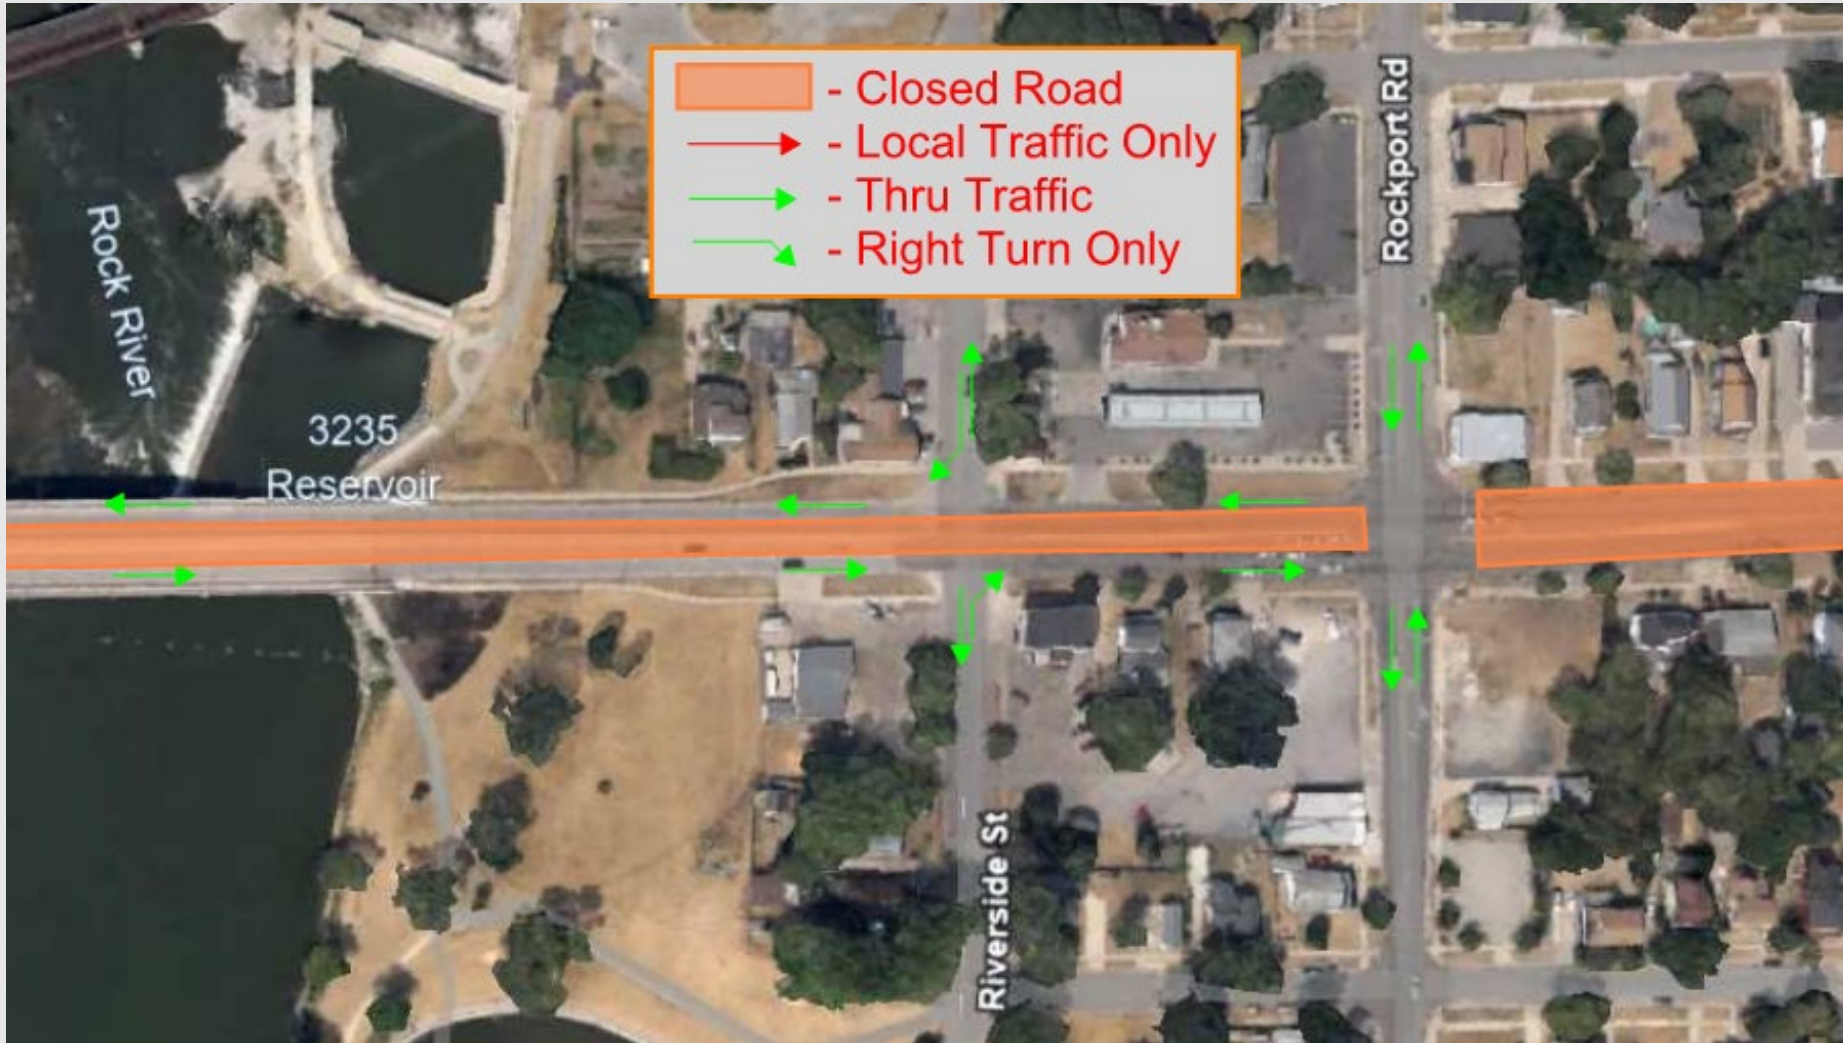 - Closed Road
- Local Traffic Only
- Thru Traffic
- Right Turn Only
Rockport Rd
Rock River
3235
Reservoir
Riverside St